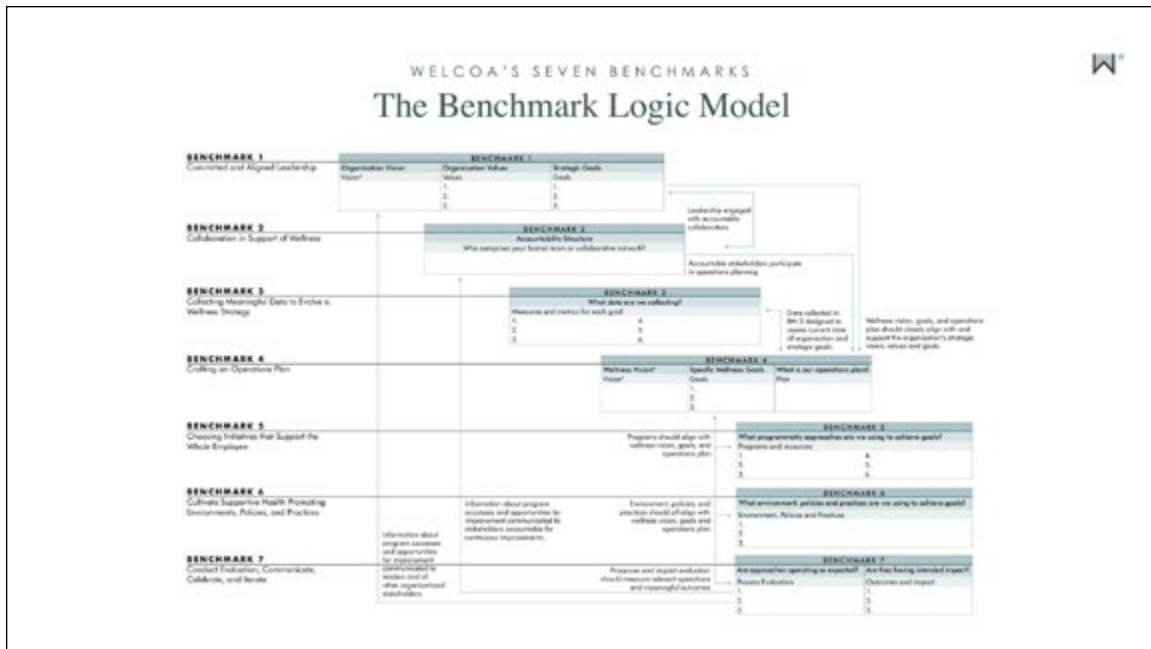 WELCOA'S SEVEN BENCHMARKS
The Benchmark Logic Model
BENCHMARK 1
Committed and Aligned Leadership
BENCHMARK 1
Organization Vision
Organization Values
Strategic Goals
Vision*
Values
Goals
1.
2.
3.
1.
2.
3.
Leadership engaged
with accountable
collaborators
BENCHMARK 2
Collaboration in Support of Wellness
BENCHMARK 2
Accountability Structure
Who comprises your formal team or collaborative network?
Accountable stakeholders participate
in operations planning
BENCHMARK 3
Collecting Meaningful Data to Evolve a
Wellness Strategy
BENCHMARK 3
What data are we collecting?
Measures and metrics for each goal
1.
2.
3.
4.
5.
6.
Data collected in
BM 3 designed to
assess current state
of organization and
strategic goals.
Wellness vision, goals, and operations
plan should closely align with and
support the organization's strategic
vision, values and goals.
BENCHMARK 4
Crafting an Operations Plan
BENCHMARK 4
Wellness Vision*
Specific Wellness Goals
What is our operations plan?
Vision*
Goals
Plan
1.
2.
3.
BENCHMARK 5
Choosing Initiatives that Support the
Whole Employee
Programs should align with
wellness vision, goals, and
operations plan
BENCHMARK 5
What programmatic approaches are we using to achieve goals?
Programs and resources
1.
2.
3.
4.
5.
6.
BENCHMARK 6
Cultivate Supportive Health Promoting
Environments, Policies, and Practices
Information about program
successes and opportunities for
improvement communicated to
stakeholders accountable for
continuous improvements.
Environment, policies, and
practices should all align with
wellness vision, goals and
operations plan
BENCHMARK 6
What environment, policies and practices are we using to achieve goals?
Environment, Policies and Practices
1.
2.
3.
BENCHMARK 7
Conduct Evaluation, Communicate,
Celebrate, and Iterate
Information about
program successes
and opportunities
for improvement
communicated to
leaders and/or
other organizational
stakeholders
Processes and impact evaluation
should measure relevant operations
and meaningful outcomes
BENCHMARK 7
Are approaches operating as expected?
Are they having intended impact?
Process Evaluation
Outcomes and Impact
1.
2.
3.
1.
2.
3.